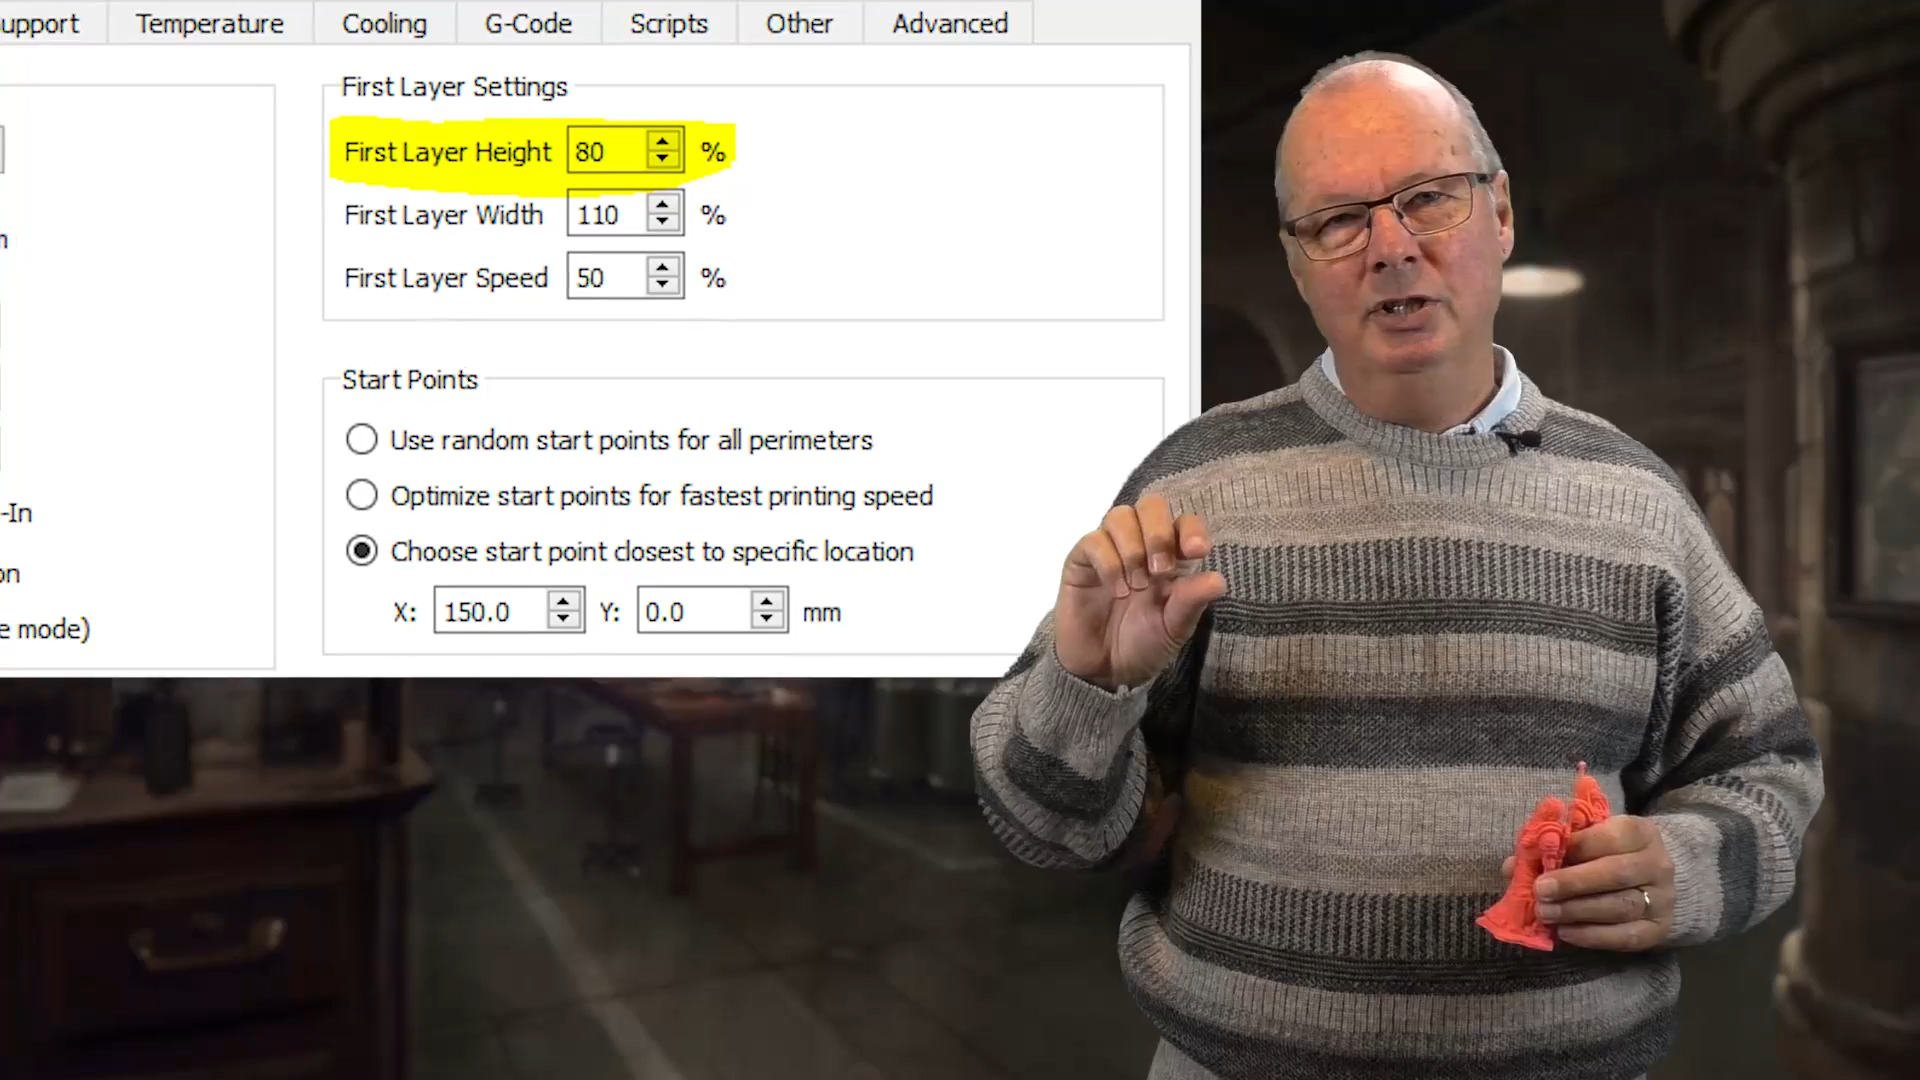 upport Temperature Cooling G-Code Scripts Other Advanced
First Layer Settings
First Layer Height 80 %
First Layer Width 110 %
First Layer Speed 50 %
Start Points
Use random start points for all perimeters
Optimize start points for fastest printing speed
Choose start point closest to specific location
X: 150.0 Y: 0.0 mm
n
-In
on
e mode)